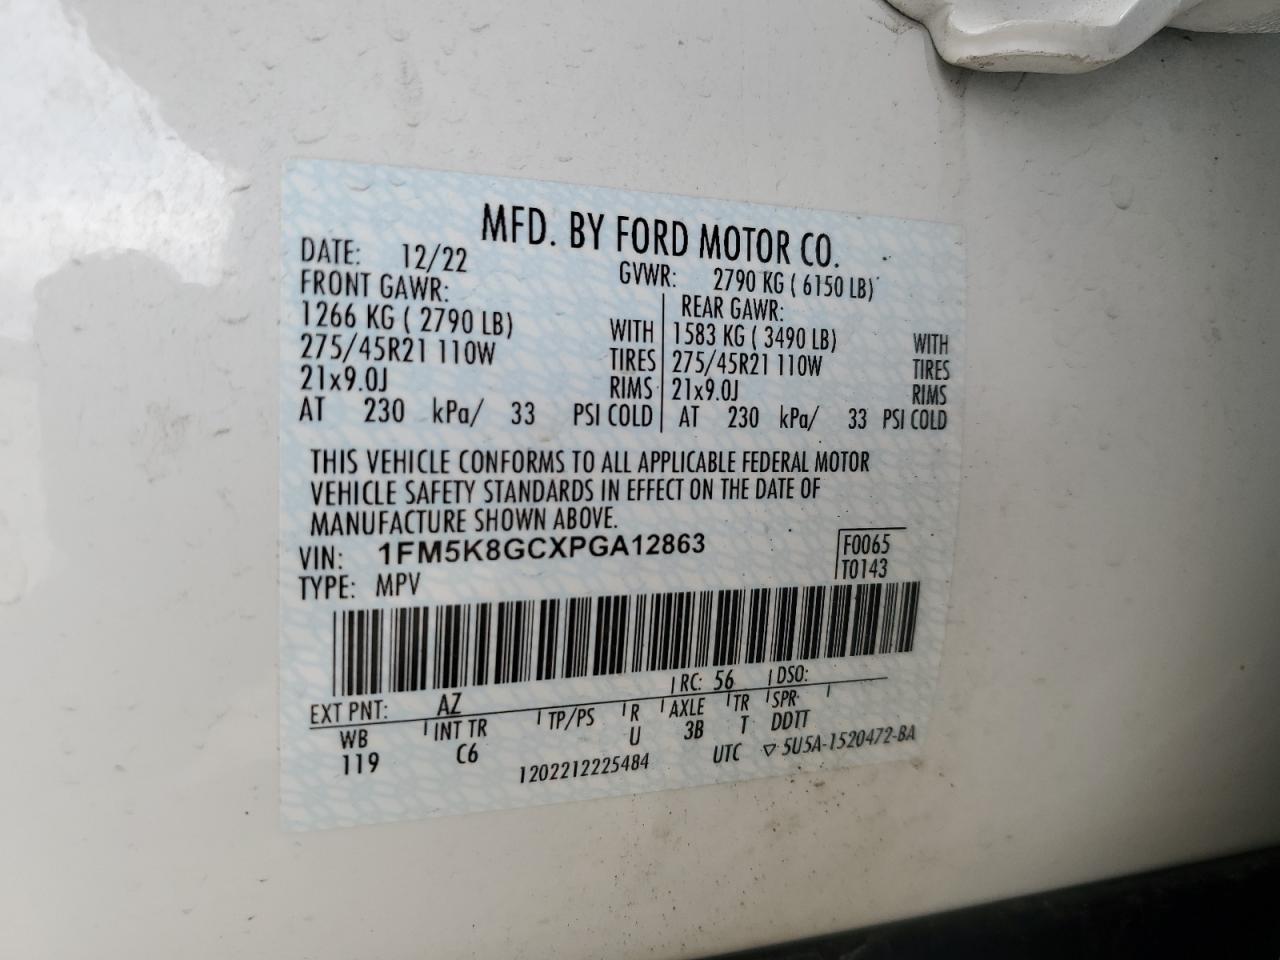 MFD. BY FORD MOTOR CO.
DATE: 12/22 GVWR: 2790 KG ( 6150 LB)
FRONT GAWR: REAR GAWR:
1266 KG ( 2790 LB) WITH 1583 KG ( 3490 LB) WITH
275/45R21 110W TIRES 275/45R21 110W TIRES
21x9.0J RIMS 21x9.0J RIMS
AT 230 kPa/ 33 PSI COLD AT 230 kPa/ 33 PSI COLD
THIS VEHICLE CONFORMS TO ALL APPLICABLE FEDERAL MOTOR
VEHICLE SAFETY STANDARDS IN EFFECT ON THE DATE OF
MANUFACTURE SHOWN ABOVE.
VIN: 1FM5K8GCXPGA12863 F0065
TYPE: MPV T0143
EXT PNT: AZ RC: 56 DSO:
WB INT TR TP/PS R AXLE TR SPR
119 C6 U 3B T DDTT
1202212225484 UTC ▽ 5U5A-1520472-BA